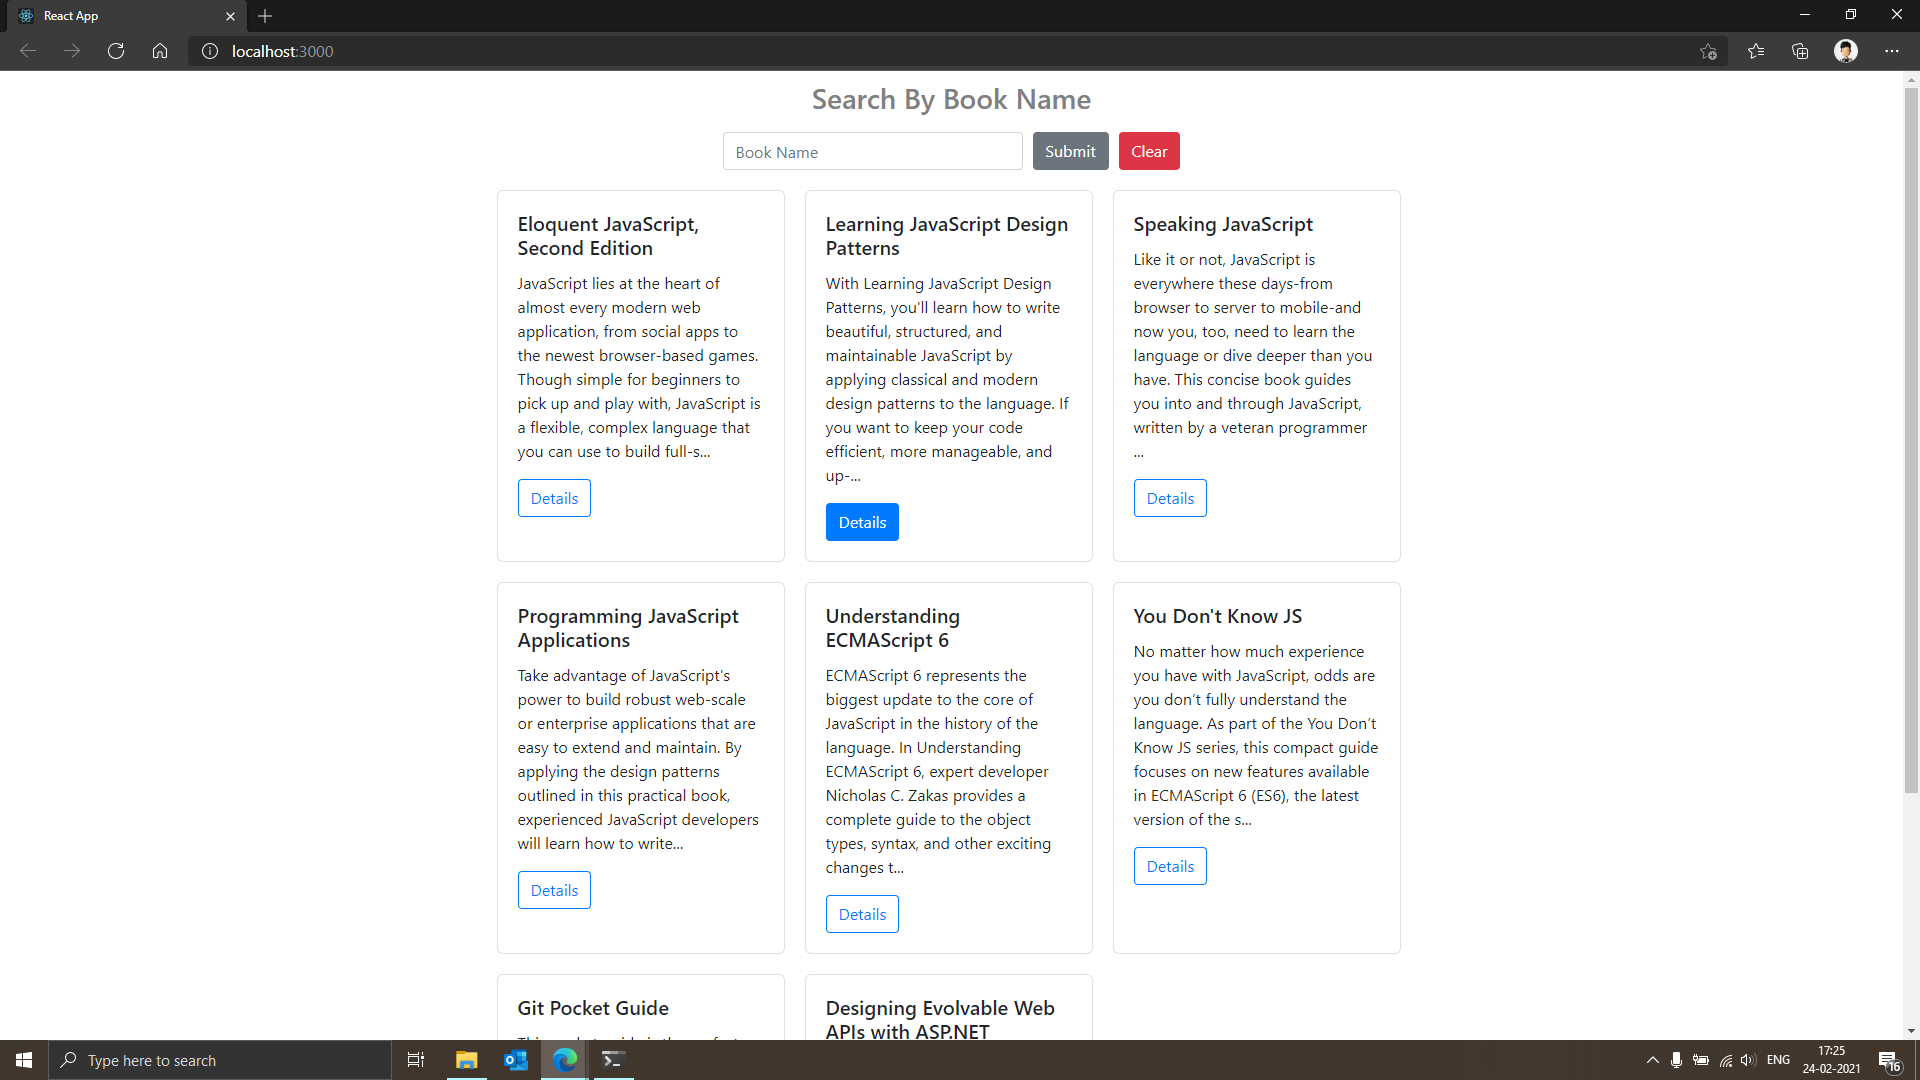 React App
localhost:3000
Search By Book Name
Book Name
Submit
Clear
Eloquent JavaScript,
Second Edition
JavaScript lies at the heart of
almost every modern web
application, from social apps to
the newest browser-based games.
Though simple for beginners to
pick up and play with, JavaScript is
a flexible, complex language that
you can use to build full-s...
Details
Learning JavaScript Design
Patterns
With Learning JavaScript Design
Patterns, you'll learn how to write
beautiful, structured, and
maintainable JavaScript by
applying classical and modern
design patterns to the language. If
you want to keep your code
efficient, more manageable, and
up-...
Details
Speaking JavaScript
Like it or not, JavaScript is
everywhere these days-from
browser to server to mobile-and
now you, too, need to learn the
language or dive deeper than you
have. This concise book guides
you into and through JavaScript,
written by a veteran programmer
...
Details
Programming JavaScript
Applications
Take advantage of JavaScript's
power to build robust web-scale
or enterprise applications that are
easy to extend and maintain. By
applying the design patterns
outlined in this practical book,
experienced JavaScript developers
will learn how to write...
Details
Understanding
ECMAScript 6
ECMAScript 6 represents the
biggest update to the core of
JavaScript in the history of the
language. In Understanding
ECMAScript 6, expert developer
Nicholas C. Zakas provides a
complete guide to the object
types, syntax, and other exciting
changes t...
Details
You Don't Know JS
No matter how much experience
you have with JavaScript, odds are
you don’t fully understand the
language. As part of the You Don’t
Know JS series, this compact guide
focuses on new features available
in ECMAScript 6 (ES6), the latest
version of the s...
Details
Git Pocket Guide
Designing Evolvable Web
APIs with ASP.NET
Type here to search
ENG
17:25
24-02-2021
16